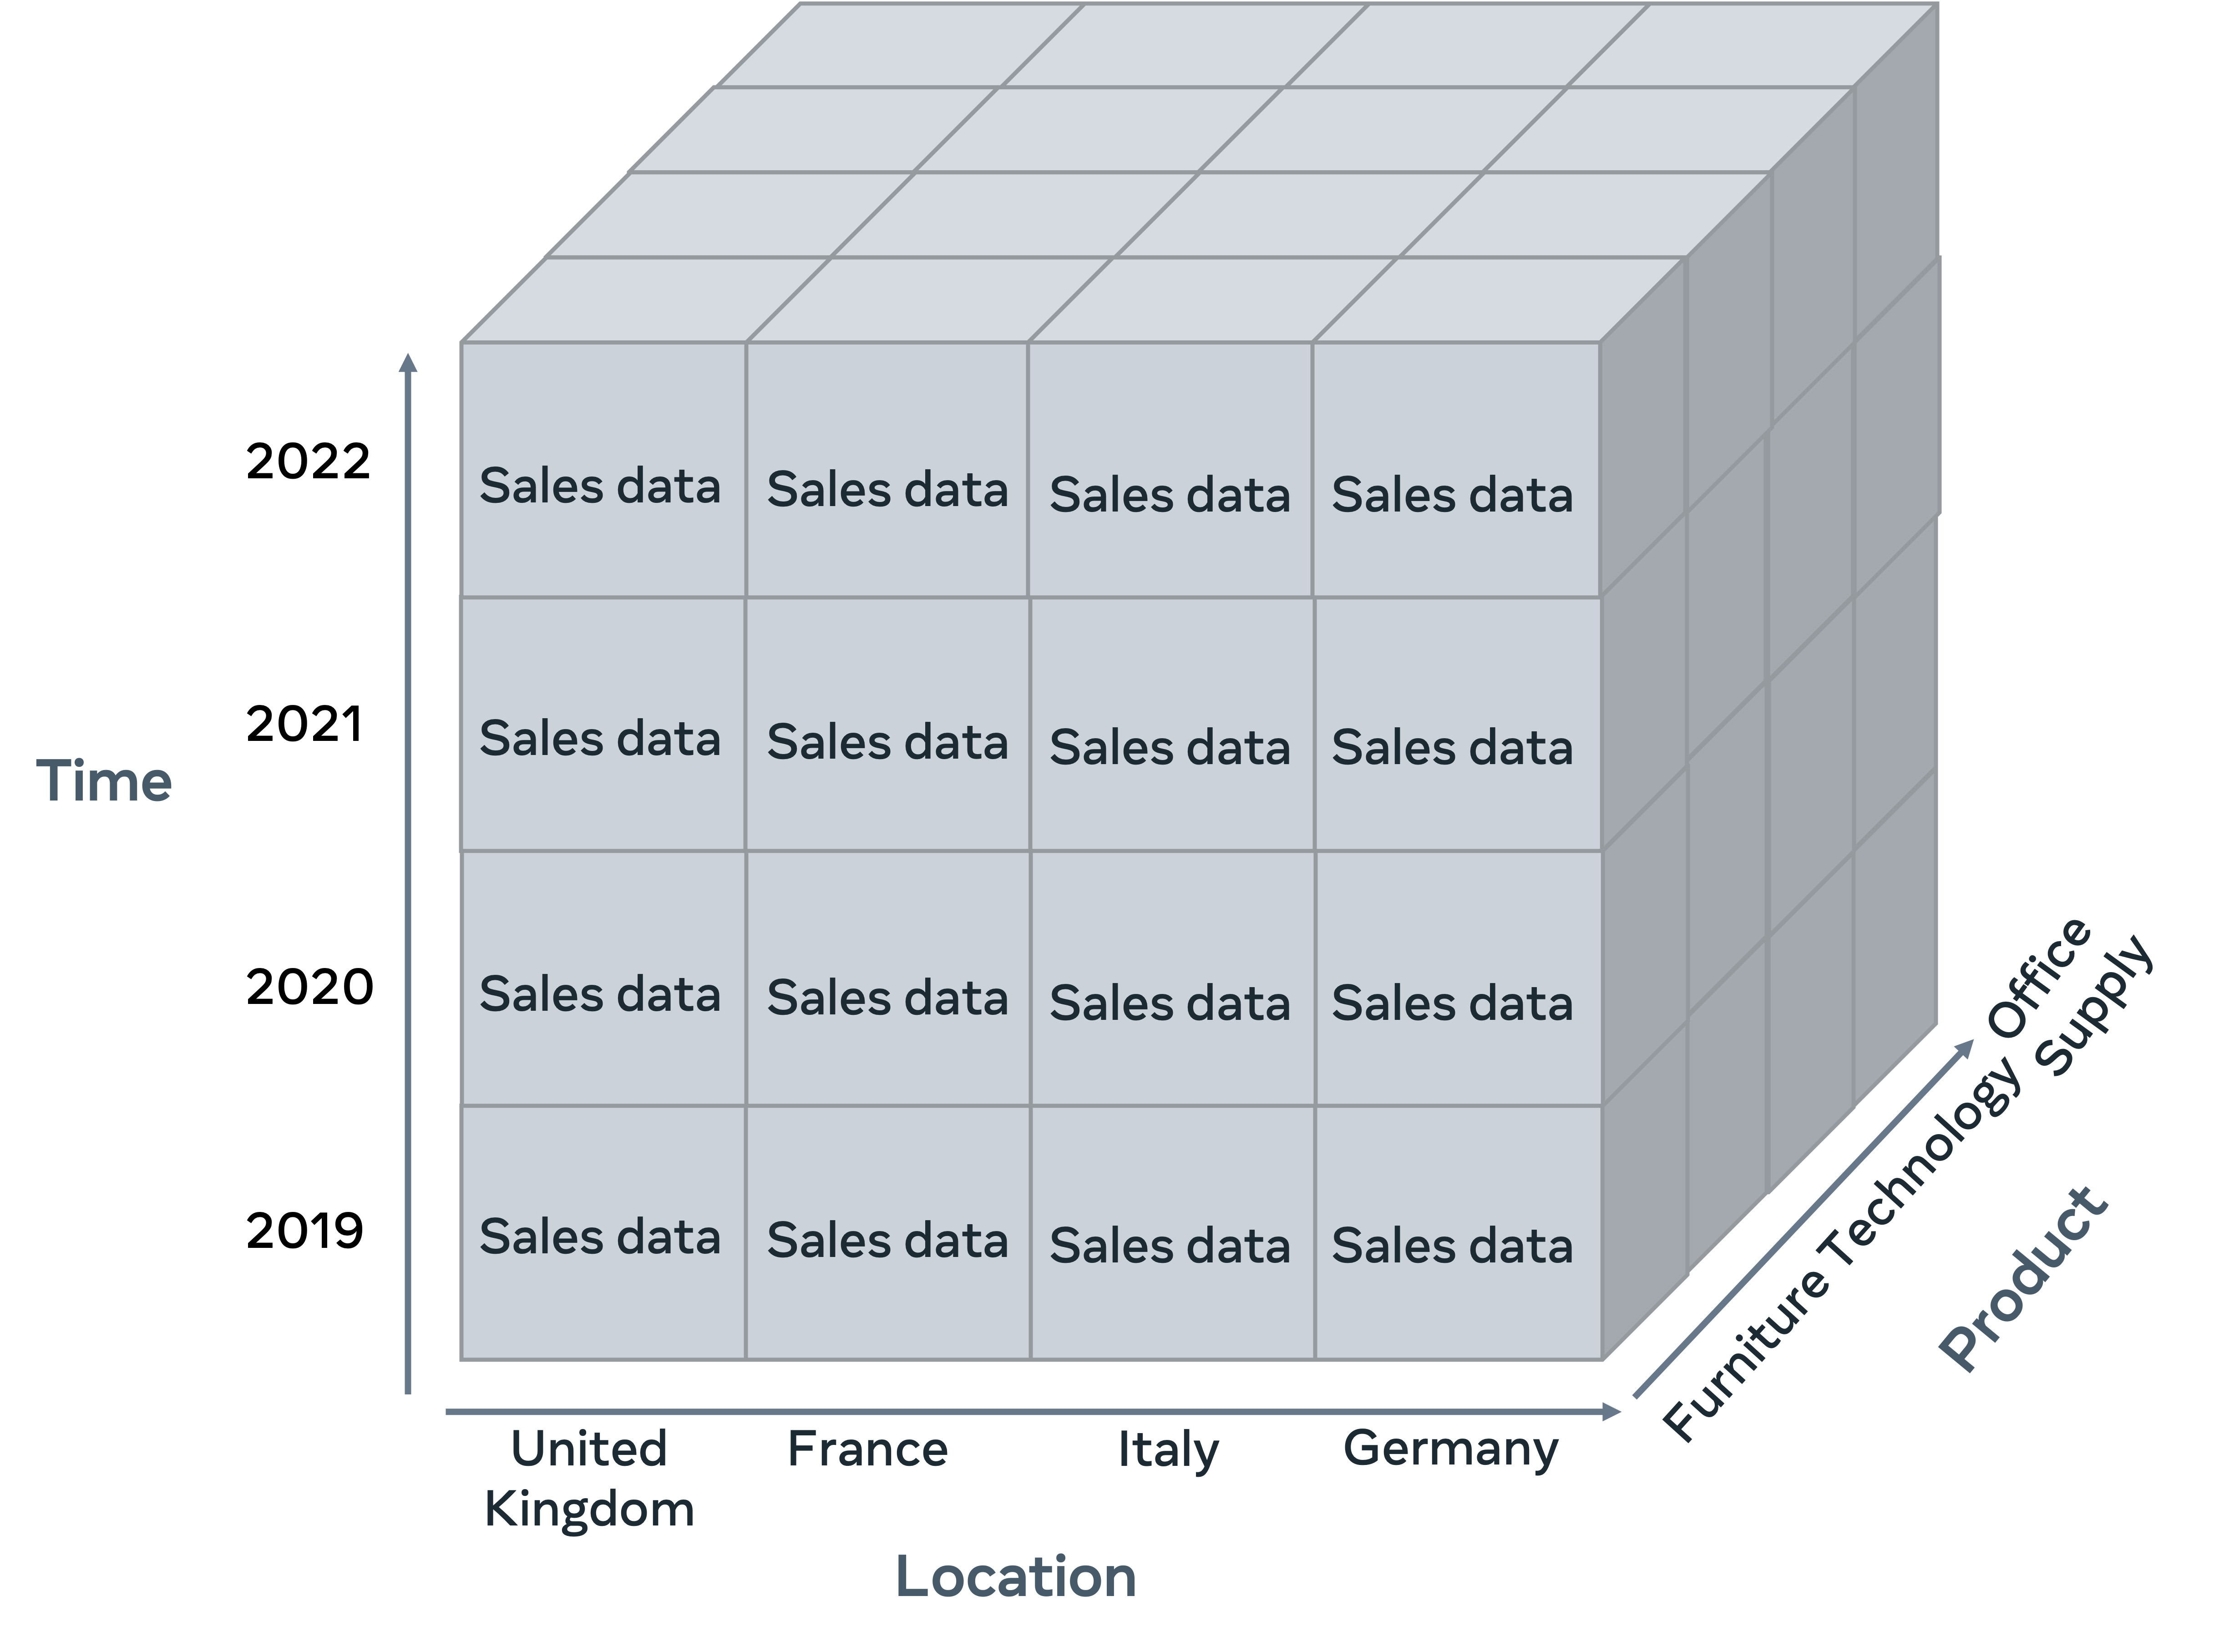 2022
Sales data Sales data Sales data Sales data
2021
Sales data Sales data Sales data Sales data
Time
2020
Sales data Sales data Sales data Sales data
2019
Sales data Sales data Sales data Sales data
United
Kingdom
France
Italy
Germany
Location
Furniture Technology Office
Supply
Product